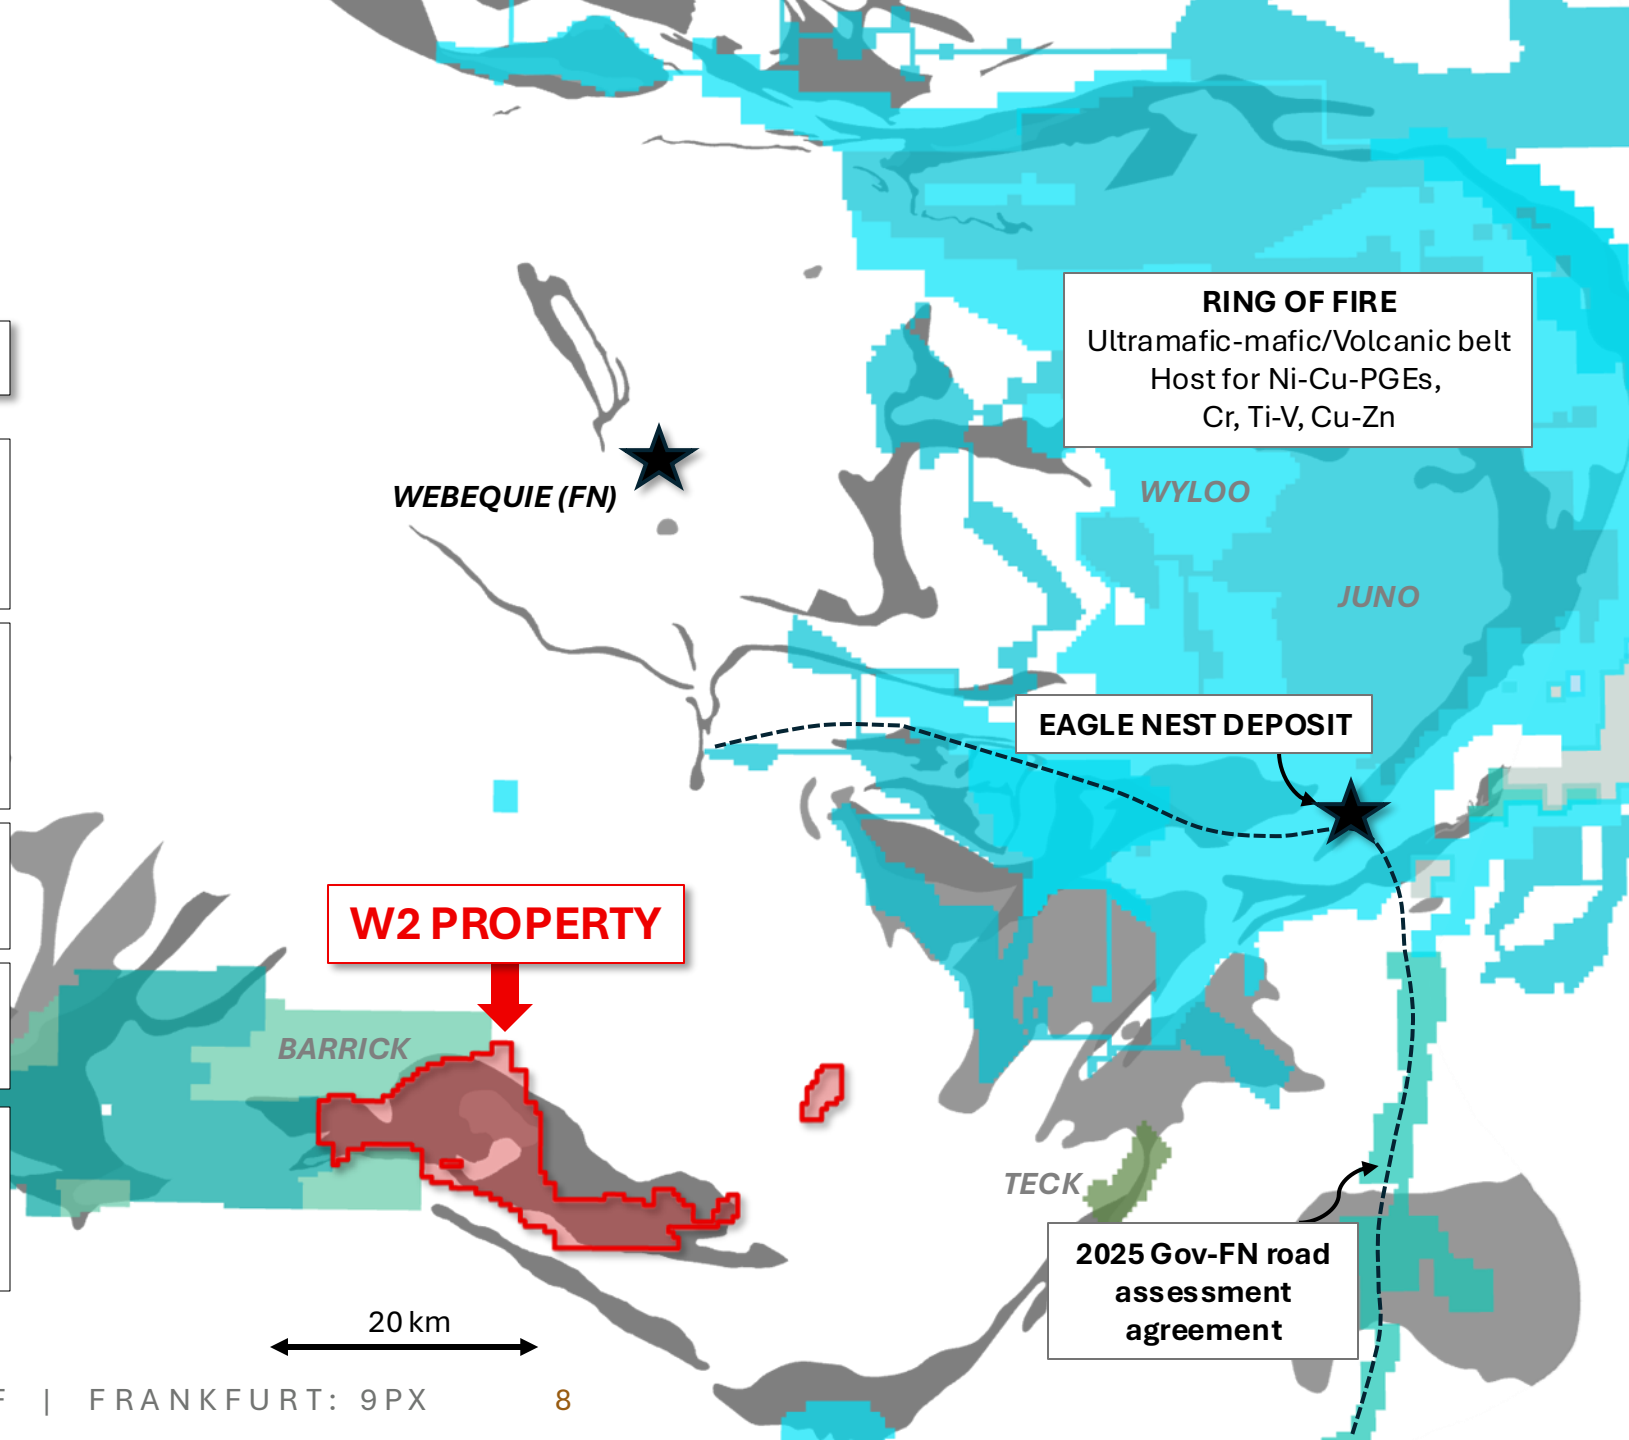 RING OF FIRE
Ultramafic-mafic/Volcanic belt
Host for Ni-Cu-PGEs,
Cr, Ti-V, Cu-Zn
WEBEQUIE (FN)
WYLOO
JUNO
EAGLE NEST DEPOSIT
W2 PROPERTY
BARRICK
TECK
2025 Gov-FN road
assessment
agreement
20 km
F | FRANKFURT: 9PX 8